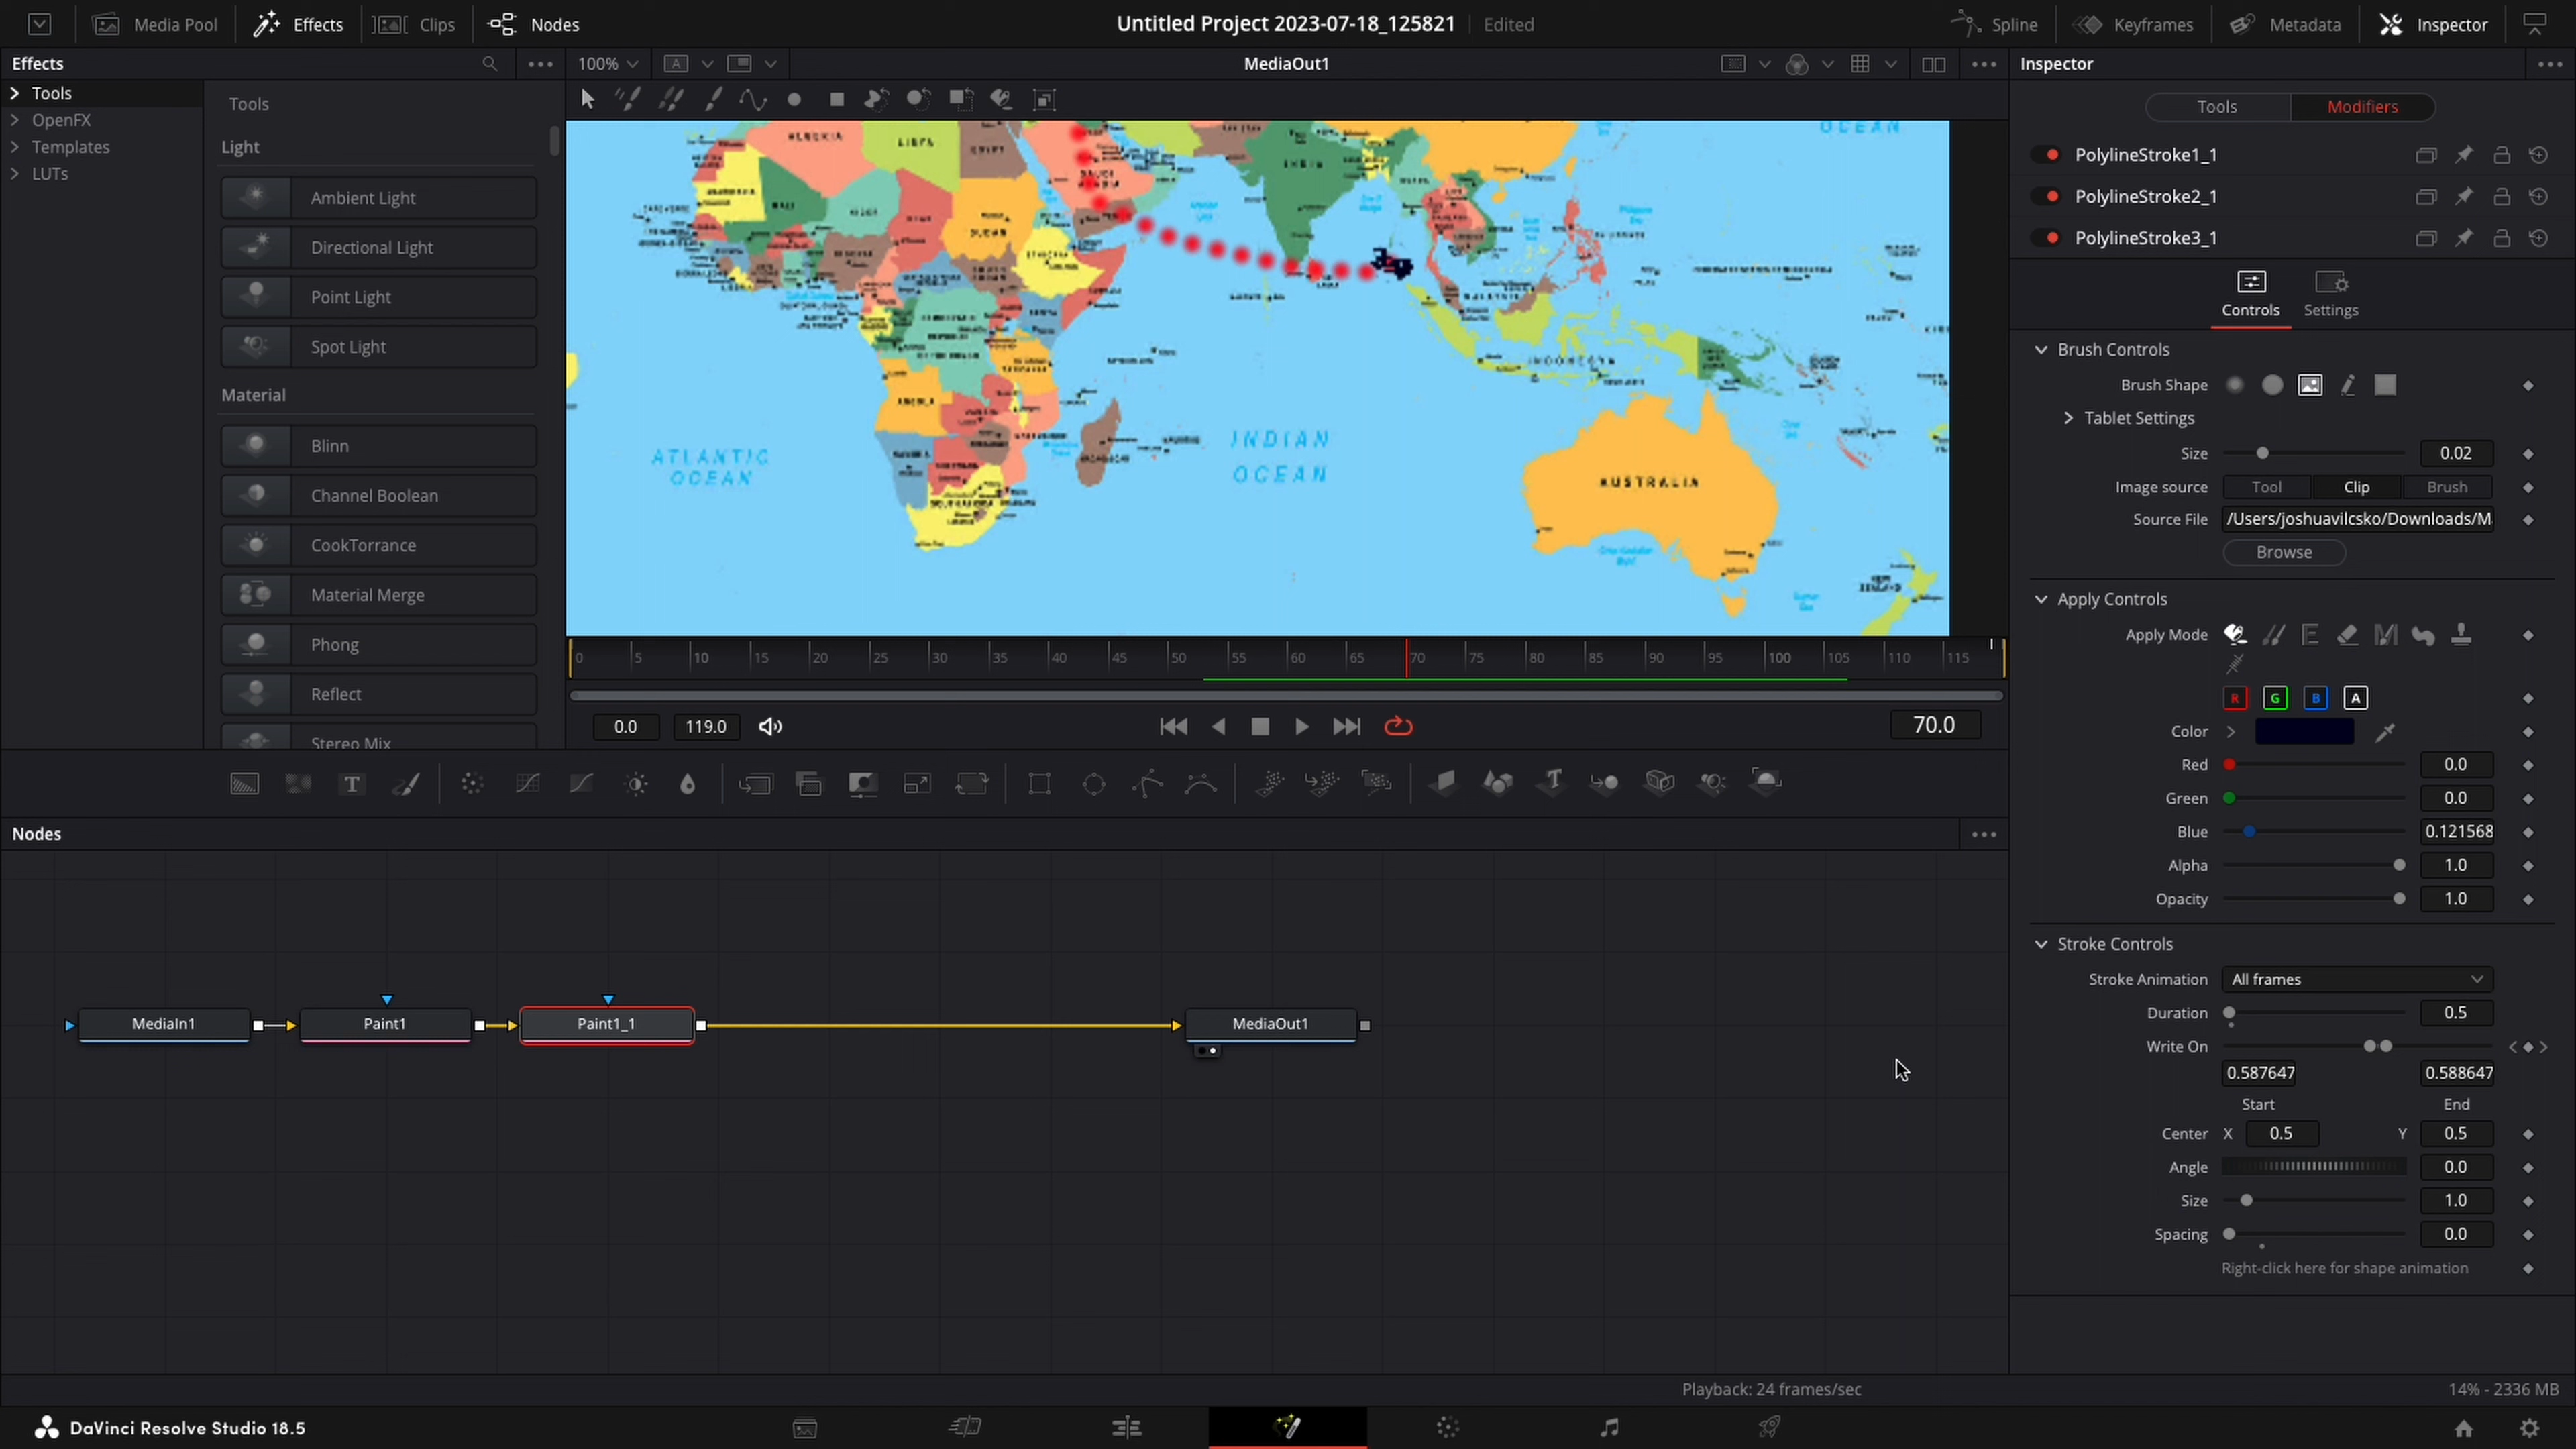 Media Pool
Effects
Clips
Nodes
Untitled Project 2023-07-18_125821
Edited
Spline
Keyframes
Metadata
Inspector
Effects
100%
A
MediaOut1
Inspector
Tools
OpenFX
Templates
LUTs
Tools
Light
Ambient Light
Directional Light
Point Light
Spot Light
Material
Blinn
Channel Boolean
CookTorrance
Material Merge
Phong
Reflect
Stereo Mix
OCEAN
LIBYA
INDIA
ATLANTIC
OCEAN
INDIAN
OCEAN
INDONESIA
ANGOLA
AUSTRALIA
0 5 10 15 20 25 30 35 40 45 50 55 60 65 70 75 80 85 90 95 100 105 110 115
0.0
119.0
70.0
Tools
Modifiers
PolylineStroke1_1
PolylineStroke2_1
PolylineStroke3_1
Controls
Settings
Brush Controls
Brush Shape
Tablet Settings
Size
0.02
Image source
Tool
Clip
Brush
Source File
/Users/joshuavilcsko/Downloads/M
Browse
Apply Controls
Apply Mode
R
G
B
A
Color
Red
0.0
Green
0.0
Blue
0.121568
Alpha
1.0
Opacity
1.0
Stroke Controls
Stroke Animation
All frames
Duration
0.5
Write On
0.587647
0.588647
Start
End
Center
X
0.5
Y
0.5
Angle
0.0
Size
1.0
Spacing
0.0
Right-click here for shape animation
T
Nodes
MediaIn1
Paint1
Paint1_1
MediaOut1
Playback: 24 frames/sec
14% - 2336 MB
DaVinci Resolve Studio 18.5